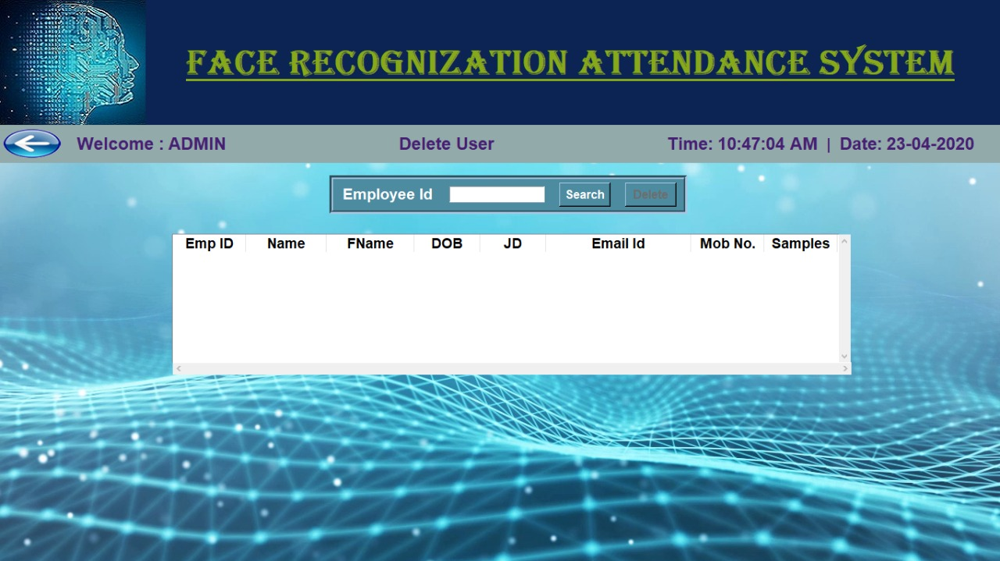 FACE RECOGNIZATION ATTENDANCE SYSTEM
Welcome : ADMIN Delete User Time: 10:47:04 AM | Date: 23-04-2020
Employee Id Search Delete
Emp ID Name FName DOB JD Email Id Mob No. Samples